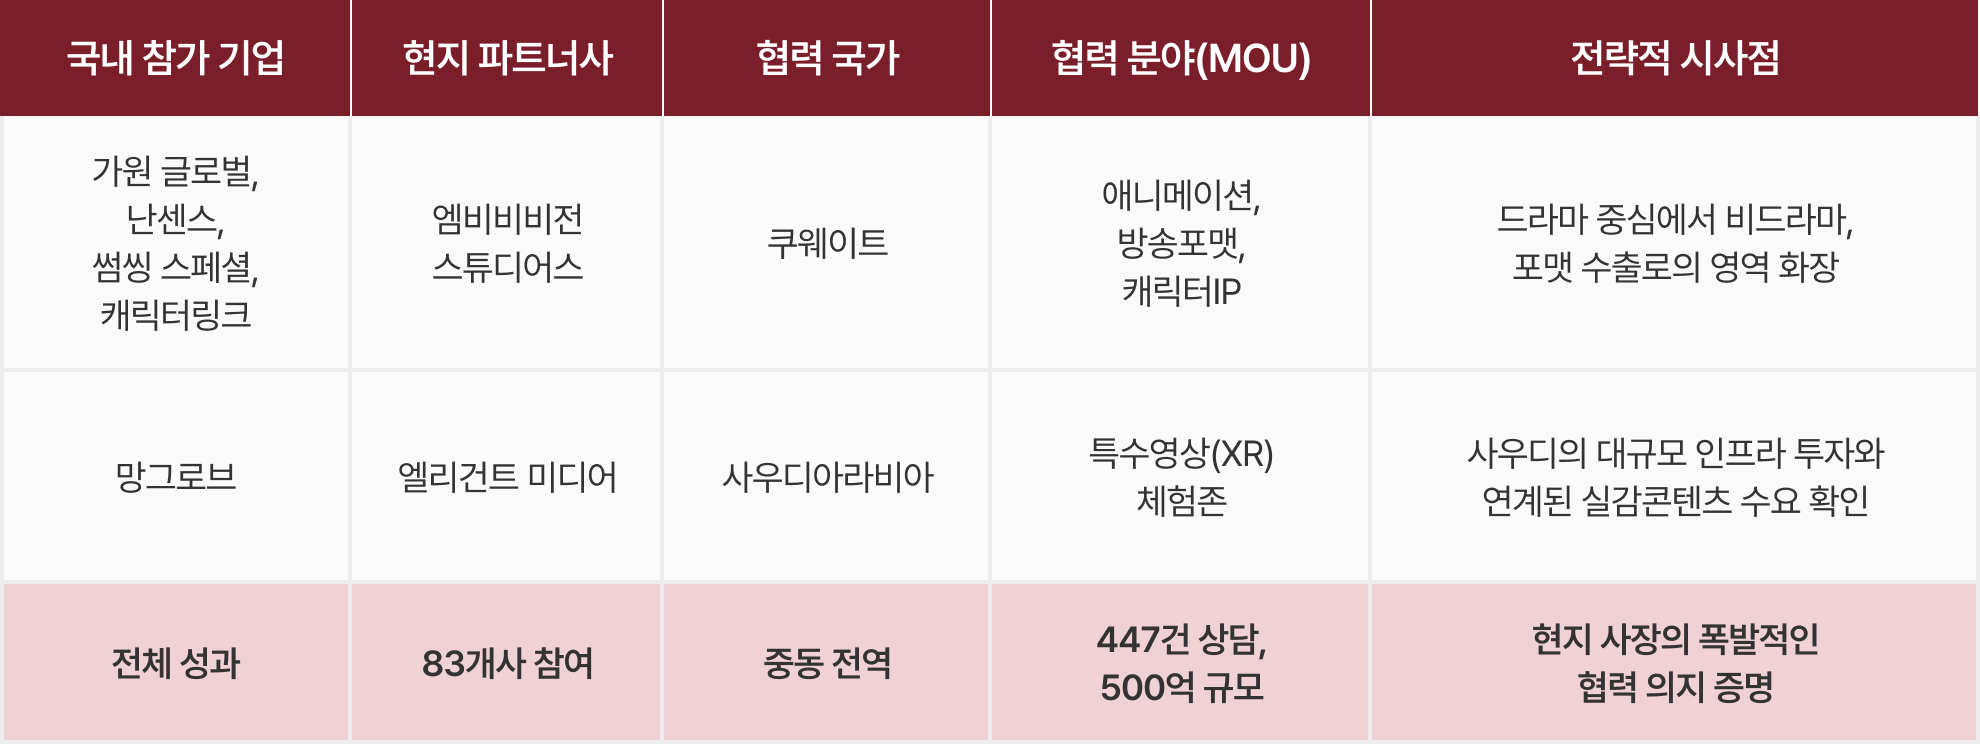 국내 참가 기업
현지 파트너사
협력 국가
협력 분야(MOU)
전략적 시사점
가원 글로벌,
난센스,
썸씽 스페셜,
캐릭터링크
엠비비비전
스튜디어스
쿠웨이트
애니메이션,
방송포맷,
캐릭터IP
드라마 중심에서 비드라마,
포맷 수출로의 영역 화장
망그로브
엘리건트 미디어
사우디아라비아
특수영상(XR)
체험존
사우디의 대규모 인프라 투자와
연계된 실감콘텐츠 수요 확인
전체 성과
83개사 참여
중동 전역
447건 상담,
500억 규모
현지 사장의 폭발적인
협력 의지 증명